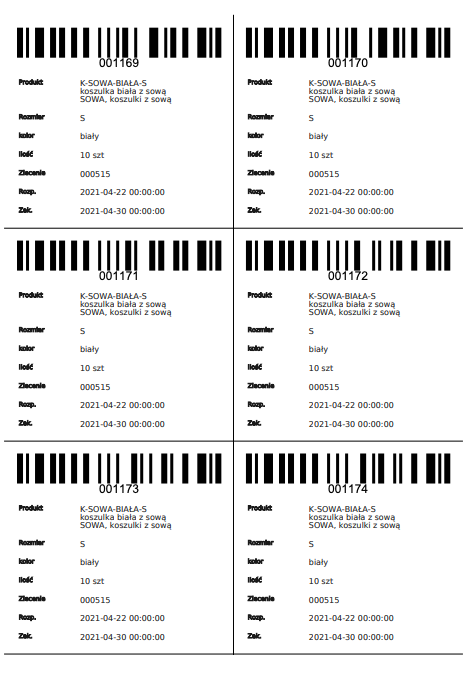 001169
Produkt K-SOWA-BIAŁA-S
koszulka biała z sową
SOWA, koszulki z sową
Rozmiar S
kolor biały
Ilość 10 szt
Zlecenie 000515
Rozp. 2021-04-22 00:00:00
Zak. 2021-04-30 00:00:00
001170
Produkt K-SOWA-BIAŁA-S
koszulka biała z sową
SOWA, koszulki z sową
Rozmiar S
kolor biały
Ilość 10 szt
Zlecenie 000515
Rozp. 2021-04-22 00:00:00
Zak. 2021-04-30 00:00:00
001171
Produkt K-SOWA-BIAŁA-S
koszulka biała z sową
SOWA, koszulki z sową
Rozmiar S
kolor biały
Ilość 10 szt
Zlecenie 000515
Rozp. 2021-04-22 00:00:00
Zak. 2021-04-30 00:00:00
001172
Produkt K-SOWA-BIAŁA-S
koszulka biała z sową
SOWA, koszulki z sową
Rozmiar S
kolor biały
Ilość 10 szt
Zlecenie 000515
Rozp. 2021-04-22 00:00:00
Zak. 2021-04-30 00:00:00
001173
Produkt K-SOWA-BIAŁA-S
koszulka biała z sową
SOWA, koszulki z sową
Rozmiar S
kolor biały
Ilość 10 szt
Zlecenie 000515
Rozp. 2021-04-22 00:00:00
Zak. 2021-04-30 00:00:00
001174
Produkt K-SOWA-BIAŁA-S
koszulka biała z sową
SOWA, koszulki z sową
Rozmiar S
kolor biały
Ilość 10 szt
Zlecenie 000515
Rozp. 2021-04-22 00:00:00
Zak. 2021-04-30 00:00:00